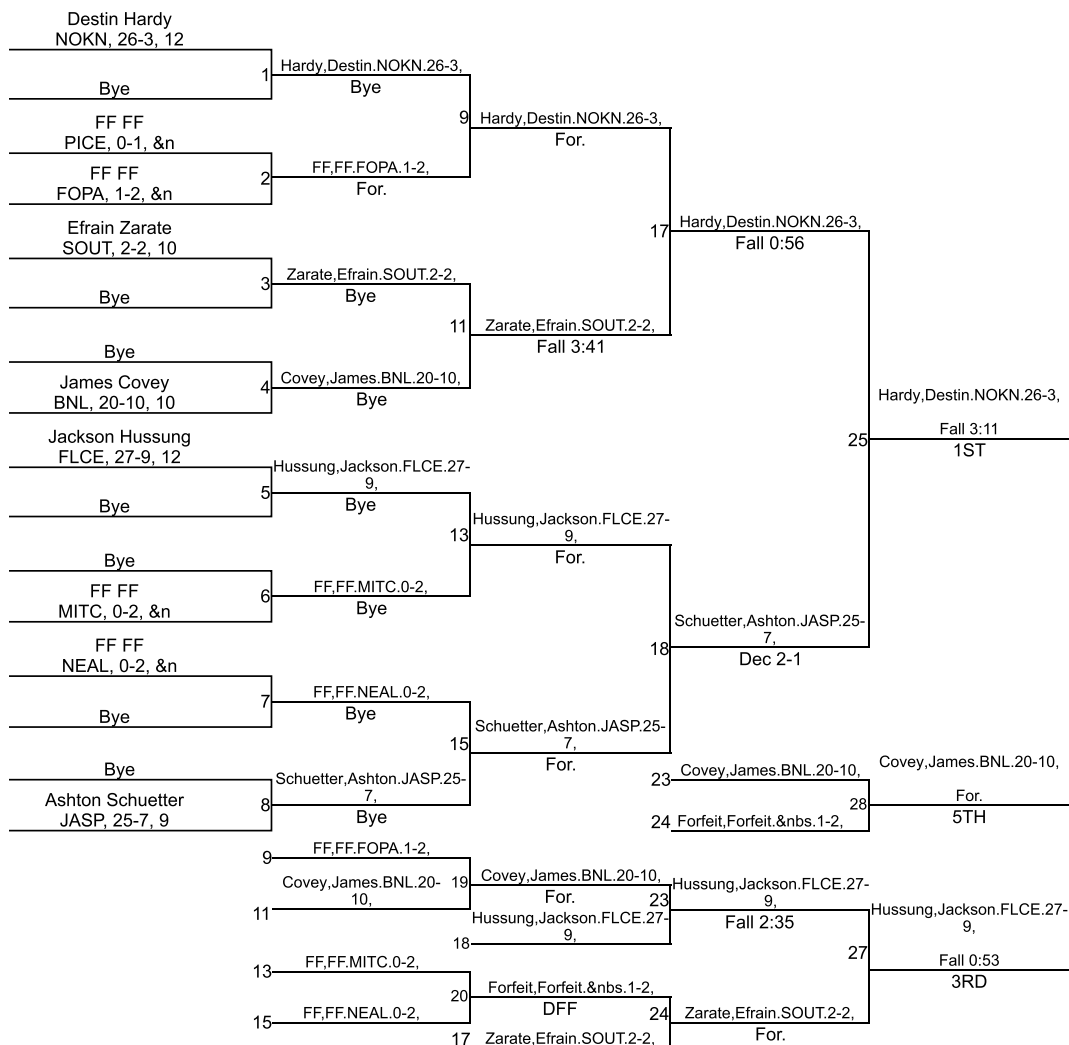 Destin Hardy
NOKN, 26-3, 12
1
Hardy,Destin.NOKN.26-3,
Bye
Bye
9
Hardy,Destin.NOKN.26-3,
For.
FF FF
PICE, 0-1, &n
2
FF,FF.FOPA.1-2,
For.
FF FF
FOPA, 1-2, &n
17
Hardy,Destin.NOKN.26-3,
Fall 0:56
Efrain Zarate
SOUT, 2-2, 10
3
Zarate,Efrain.SOUT.2-2,
Bye
Bye
11
Zarate,Efrain.SOUT.2-2,
Fall 3:41
Bye
4
Covey,James.BNL.20-10,
Bye
James Covey
BNL, 20-10, 10
25
Hardy,Destin.NOKN.26-3,
Fall 3:11
1ST
Jackson Hussung
FLCE, 27-9, 12
5
Hussung,Jackson.FLCE.27-
9,
Bye
Bye
13
Hussung,Jackson.FLCE.27-
9,
For.
Bye
6
FF,FF.MITC.0-2,
Bye
FF FF
MITC, 0-2, &n
18
Schuetter,Ashton.JASP.25-
7,
Dec 2-1
FF FF
NEAL, 0-2, &n
7
FF,FF.NEAL.0-2,
Bye
Bye
15
Schuetter,Ashton.JASP.25-
7,
For.
Bye
8
Schuetter,Ashton.JASP.25-
7,
Bye
Ashton Schuetter
JASP, 25-7, 9
23
Covey,James.BNL.20-10,
28
Covey,James.BNL.20-10,
For.
5TH
24
Forfeit,Forfeit.&nbs.1-2,
9
FF,FF.FOPA.1-2,
19
Covey,James.BNL.20-10,
For.
11
Covey,James.BNL.20-
10,
23
Hussung,Jackson.FLCE.27-
9,
Fall 2:35
18
Hussung,Jackson.FLCE.27-
9,
27
Hussung,Jackson.FLCE.27-
9,
Fall 0:53
3RD
13
FF,FF.MITC.0-2,
20
Forfeit,Forfeit.&nbs.1-2,
DFF
15
FF,FF.NEAL.0-2,
24
Zarate,Efrain.SOUT.2-2,
For.
17
Zarate,Efrain.SOUT.2-2,